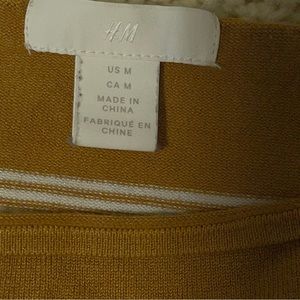 H&M
US M
CA M
MADE IN
CHINA
FABRIQUÉ EN
CHINE